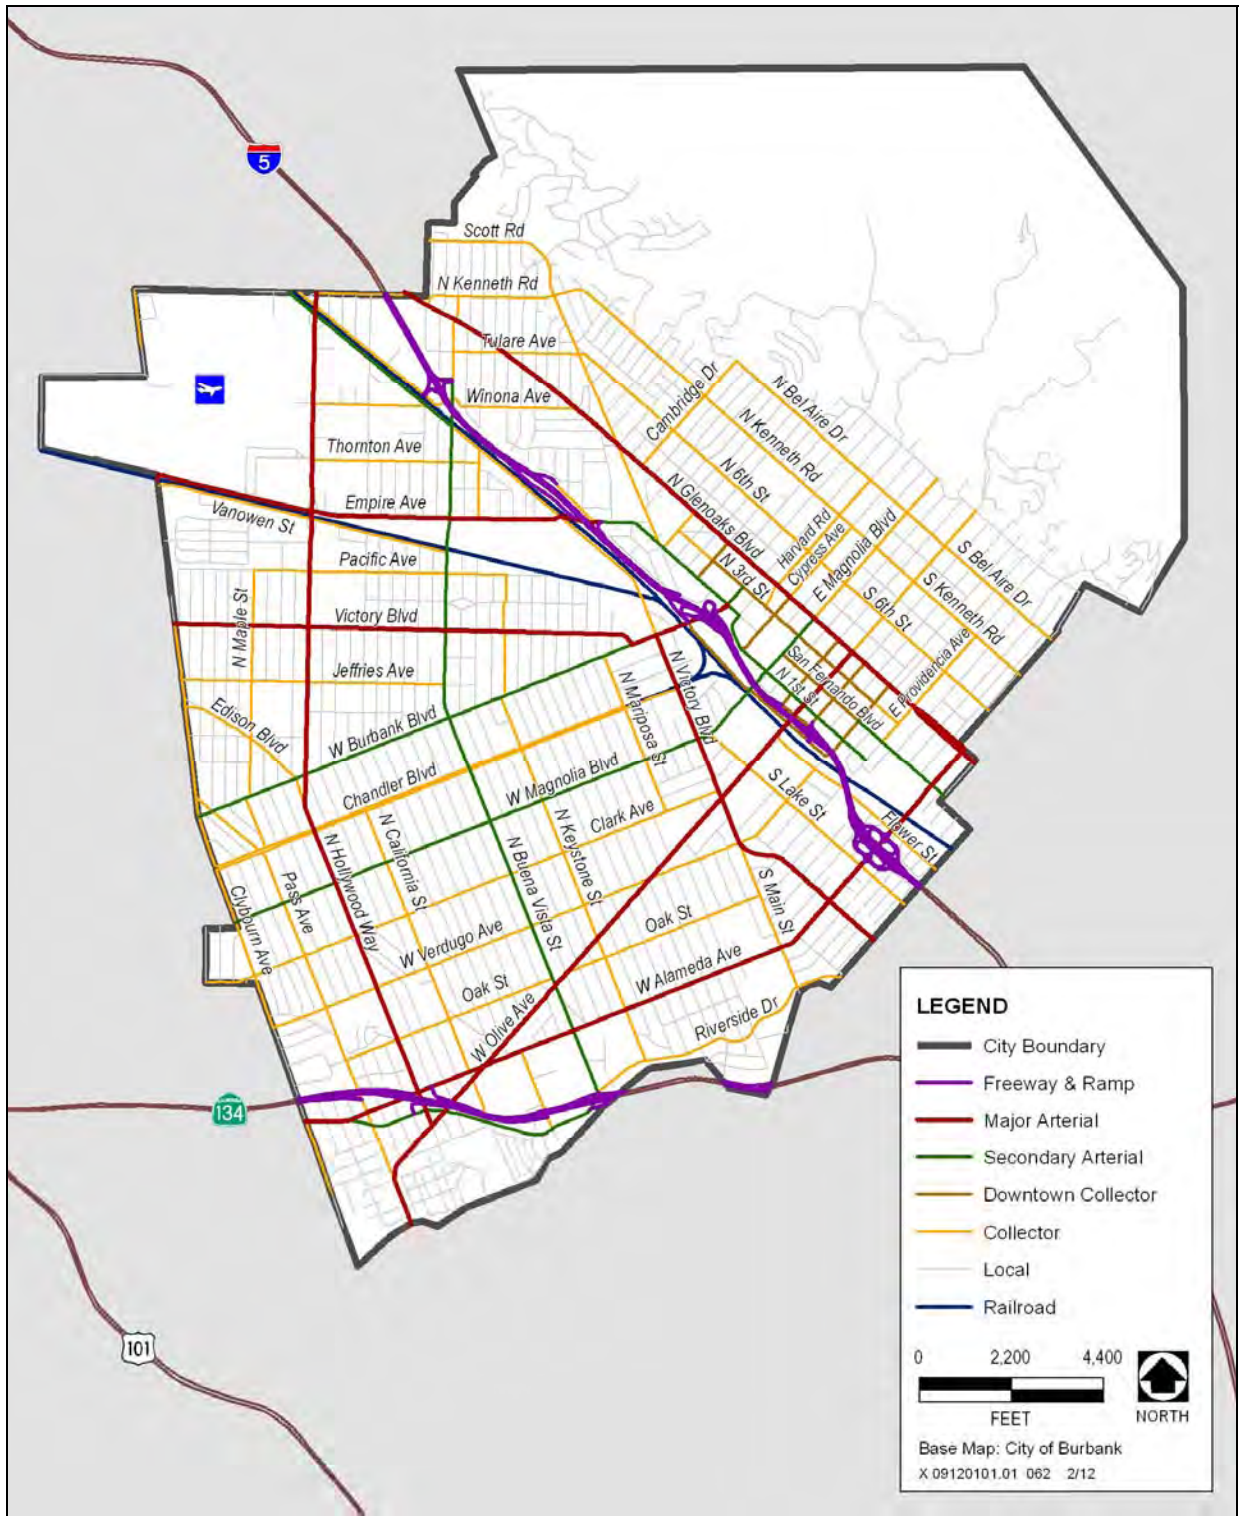 5
Scott Rd
N Kenneth Rd
Tulare Ave
Winona Ave
Cambridge Dr
N Bel Aire Dr
N Kenneth Rd
Thornton Ave
N 6th St
Empire Ave
Vanowen St
N Glenoaks Blvd
Harvard Rd
Cypress Ave
E Magnolia Blvd
S Bel Aire Dr
Pacific Ave
N 3rd St
S 6th St
S Kenneth Rd
N Maple St
Victory Blvd
Jeffries Ave
N Victory Blvd
N Mariposa St
San Fernando Blvd
N 1st St
E Providencia Ave
Edison Blvd
W Burbank Blvd
Chandler Blvd
W Magnolia Blvd
S Lake St
Flower St
N Hollywood Way
N California St
N Keystone St
Clark Ave
N Buena Vista St
Pass Ave
Clybourn Ave
W Verdugo Ave
Oak St
S Main St
Oak St
W Alameda Ave
W Olive Ave
Riverside Dr
CALIFORNIA
134
101
LEGEND
City Boundary
Freeway & Ramp
Major Arterial
Secondary Arterial
Downtown Collector
Collector
Local
Railroad
0 2,200 4,400
FEET
NORTH
Base Map: City of Burbank
X 09120101.01 062 2/12